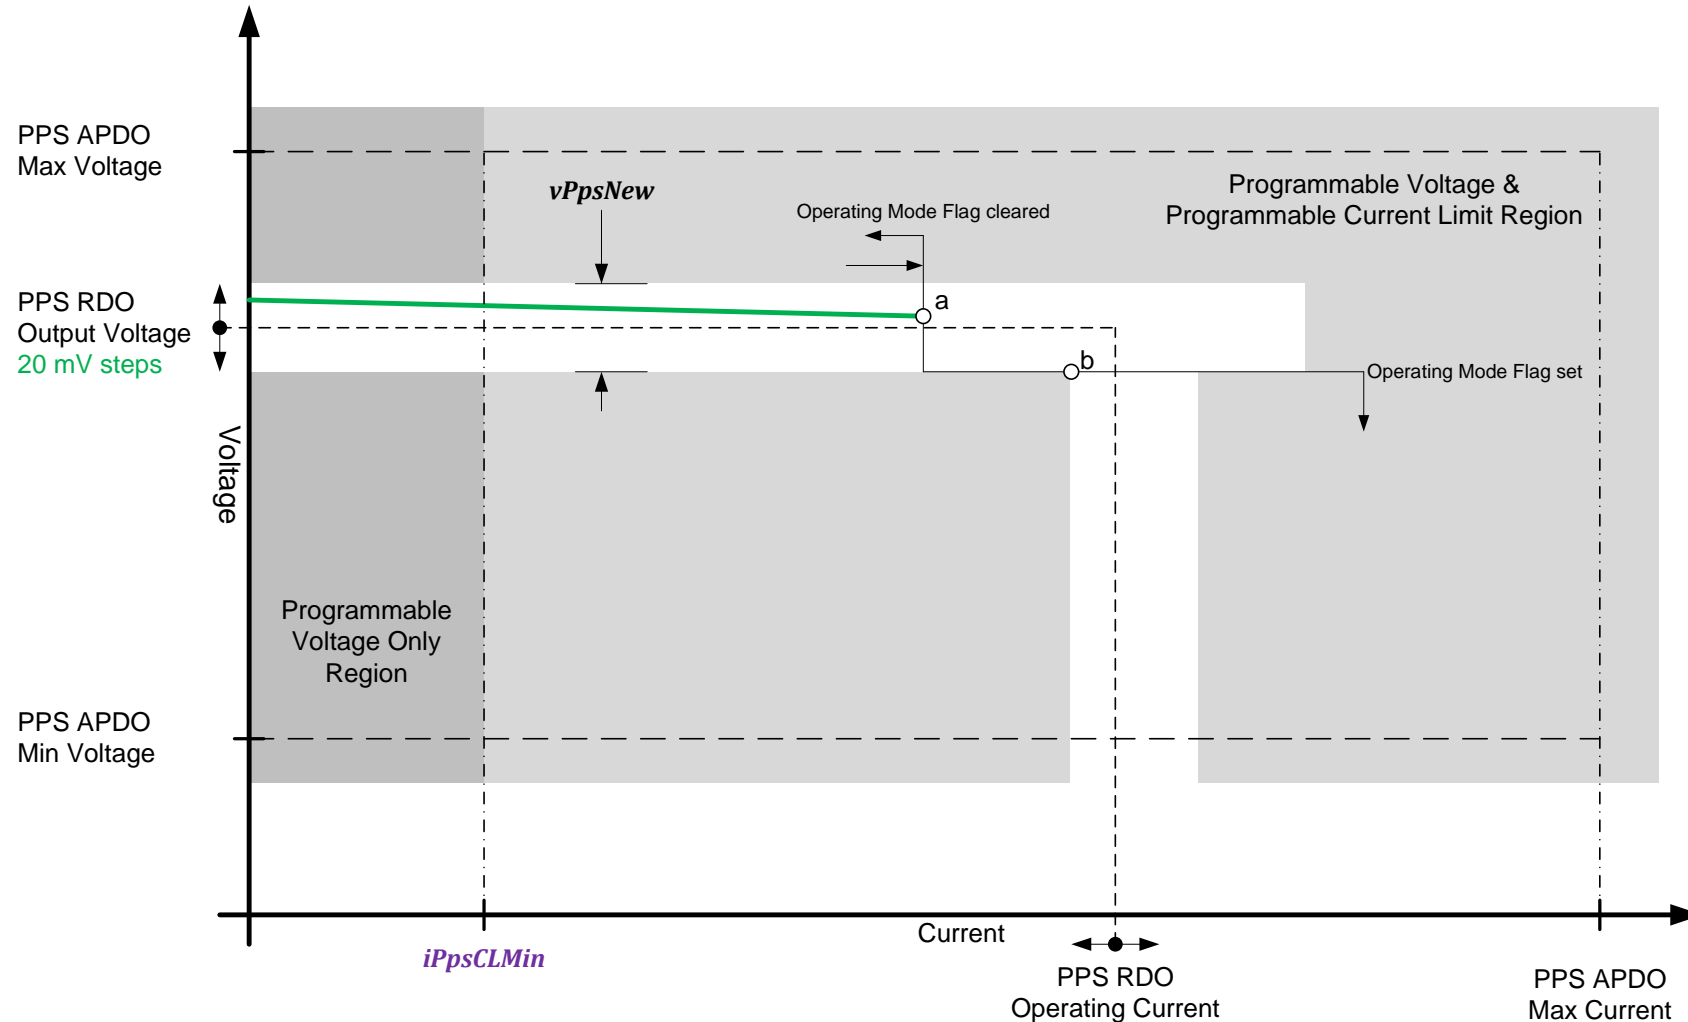 PPS APDO
Max Voltage
vPpsNew
Operating Mode Flag cleared
Programmable Voltage &
Programmable Current Limit Region
PPS RDO
Output Voltage
20 mV steps
a
b
Operating Mode Flag set
Voltage
Programmable
Voltage Only
Region
PPS APDO
Min Voltage
Current
iPpsCLMin
PPS RDO
Operating Current
PPS APDO
Max Current